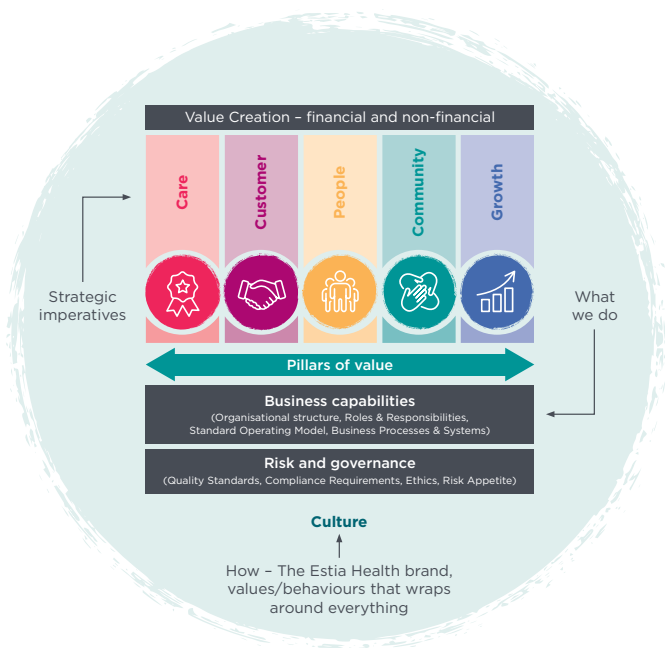 Value Creation – financial and non-financial
Care
Customer
People
Community
Growth
Strategic
imperatives
What
we do
Pillars of value
Business capabilities
(Organisational structure, Roles & Responsibilities,
Standard Operating Model, Business Processes & Systems)
Risk and governance
(Quality Standards, Compliance Requirements, Ethics, Risk Appetite)
Culture
How – The Estia Health brand,
values/behaviours that wraps
around everything